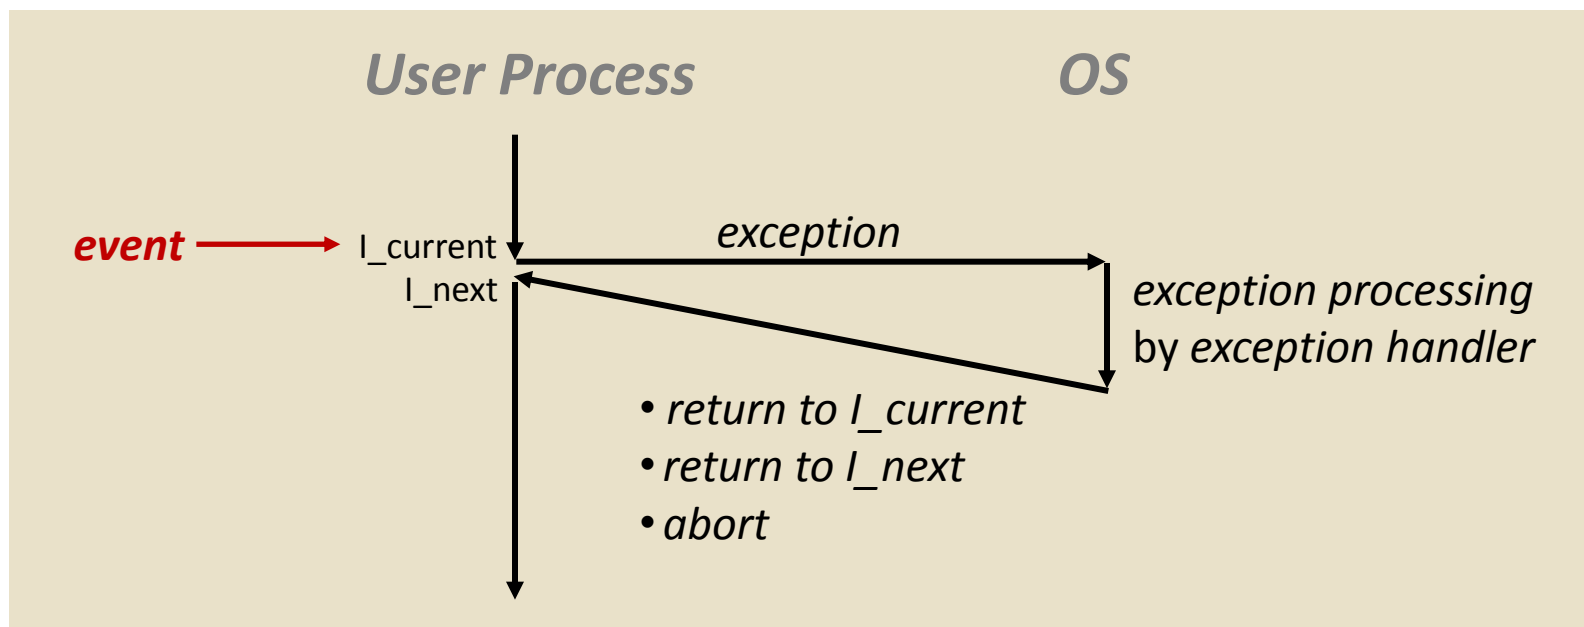 User Process
OS
event
I_current
exception
I_next
exception processing
by exception handler
• return to I_current
• return to I_next
• abort